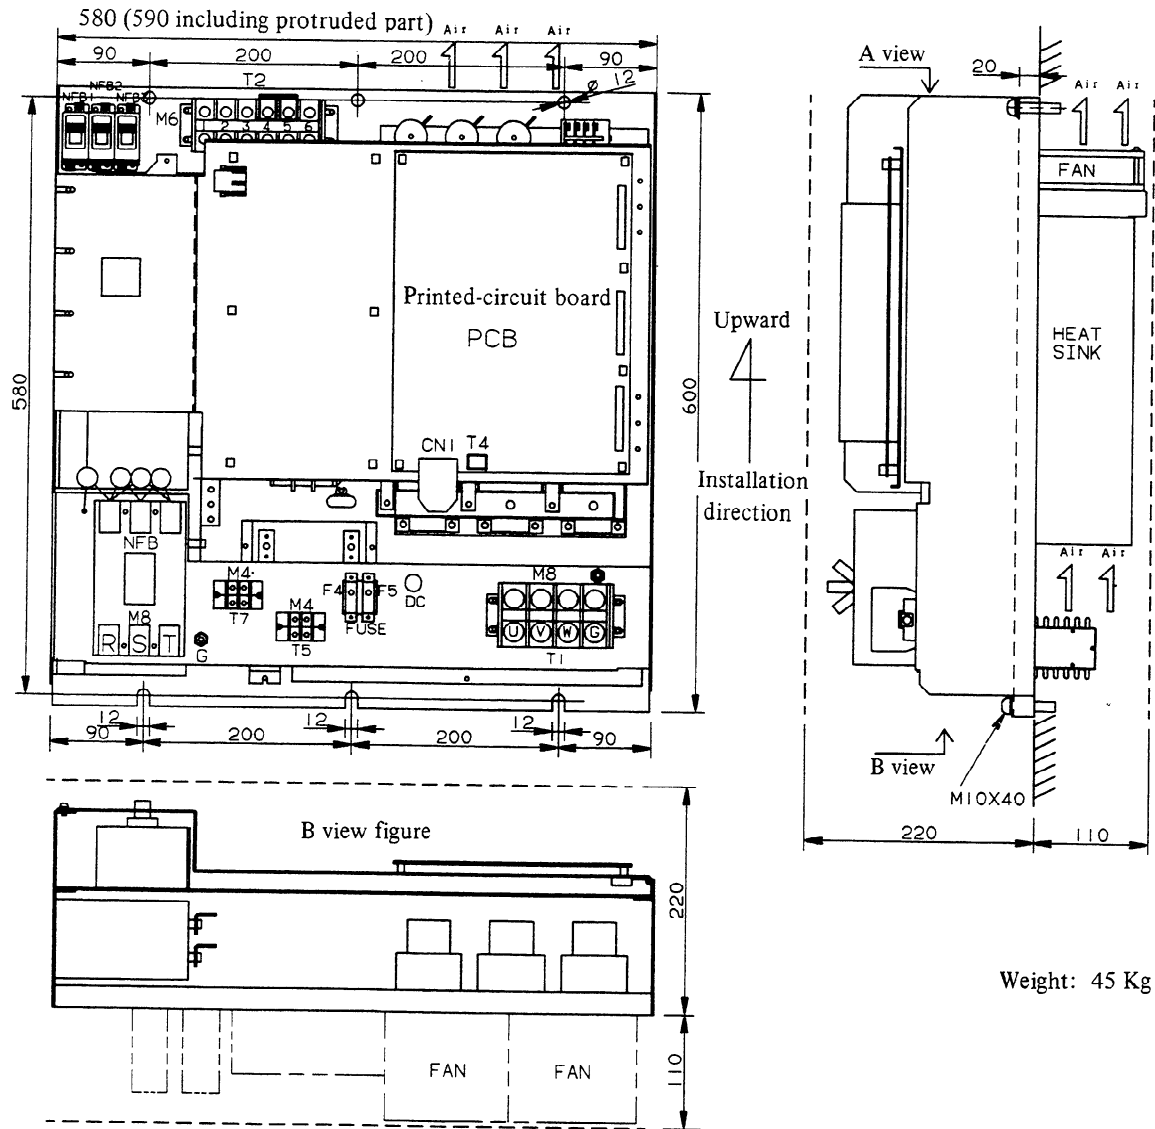 580 (590 including protruded part)
Air
Air
Air
90
200
200
90
T2
ø
12
NFB1
NFB2
M6
1
2
3
4
5
6
580
600
Printed-circuit board
PCB
CN1
T4
Upward
Installation
direction
NFB
M8
R
S
T
G
M4
T7
M4
T5
F4
F5
FUSE
DC
M8
U
V
W
G
T1
12
12
12
90
200
200
90
A view
20
Air
Air
FAN
HEAT
SINK
Air
Air
B view
M10X40
220
110
B view figure
220
110
FAN
FAN
Weight: 45 Kg